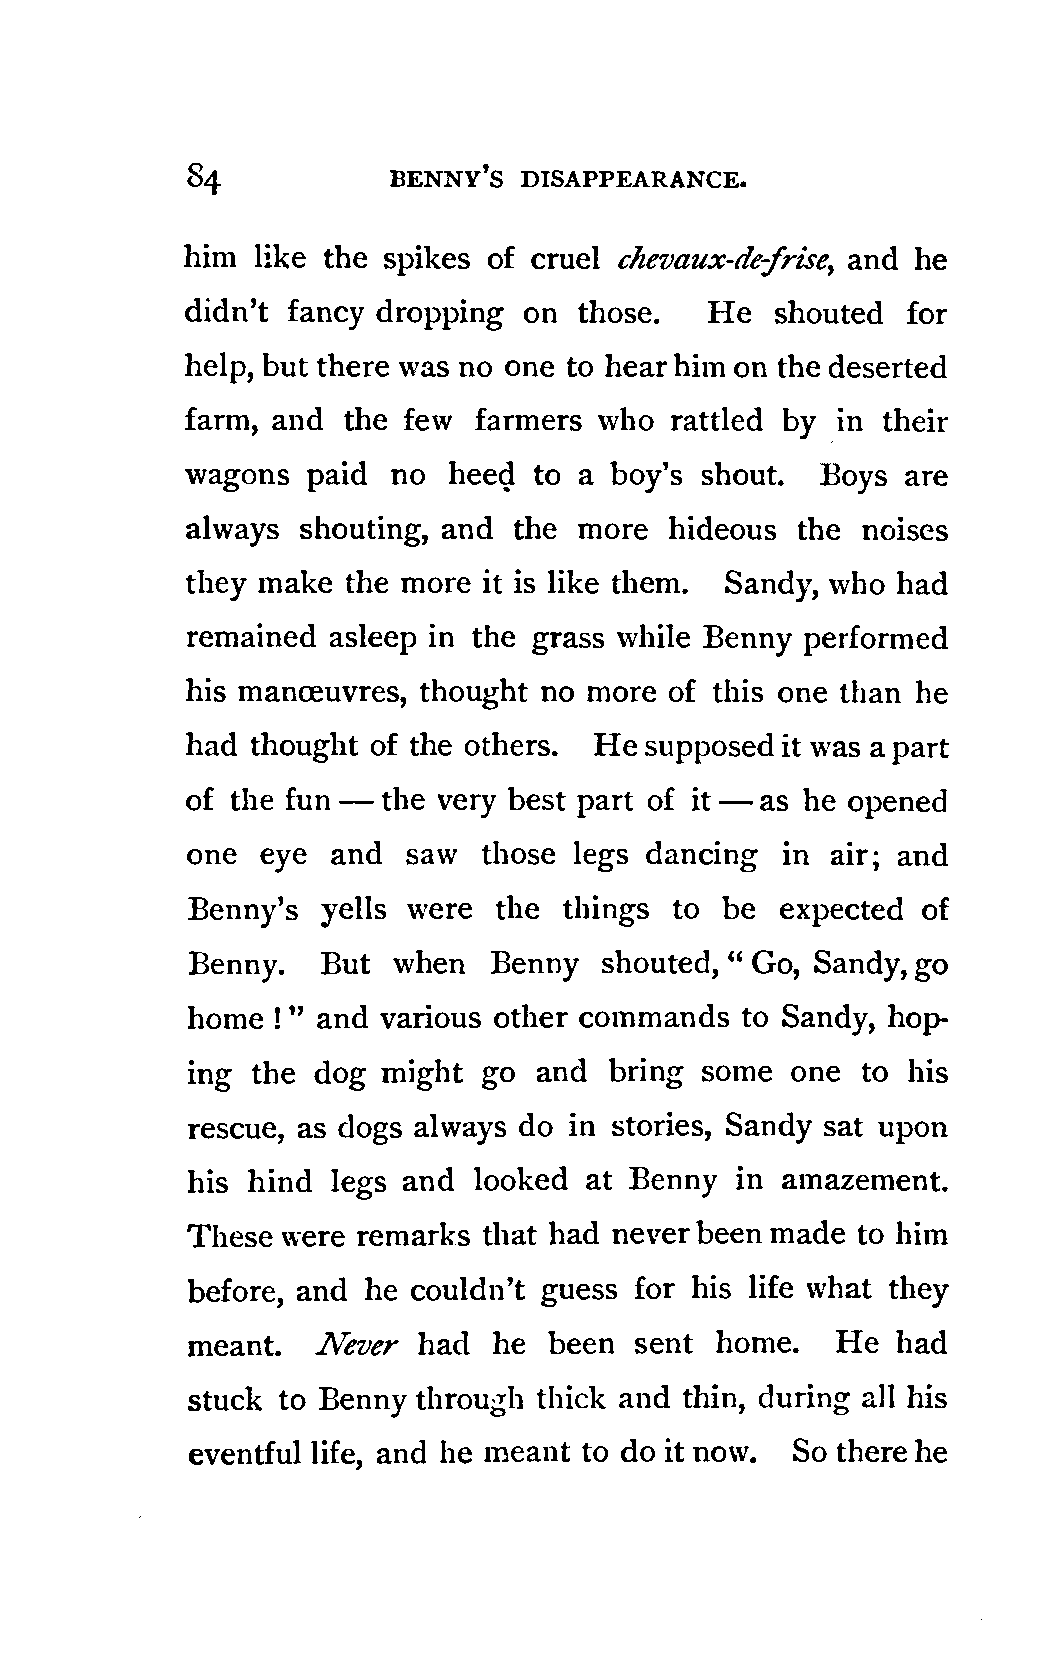 84 BENNY'S DISAPPEARANCE.
him like the spikes of cruel chevaux-de-frise, and he
didn't fancy dropping on those. He shouted for
help, but there was no one to hear him on the deserted
farm, and the few farmers who rattled by in their
wagons paid no heed to a boy's shout. Boys are
always shouting, and the more hideous the noises
they make the more it is like them. Sandy, who had
remained asleep in the grass while Benny performed
his manœuvres, thought no more of this one than he
had thought of the others. He supposed it was a part
of the fun — the very best part of it — as he opened
one eye and saw those legs dancing in air; and
Benny's yells were the things to be expected of
Benny. But when Benny shouted, "Go, Sandy, go
home!" and various other commands to Sandy, hop-
ing the dog might go and bring some one to his
rescue, as dogs always do in stories, Sandy sat upon
his hind legs and looked at Benny in amazement.
These were remarks that had never been made to him
before, and he couldn't guess for his life what they
meant. Never had he been sent home. He had
stuck to Benny through thick and thin, during all his
eventful life, and he meant to do it now. So there he